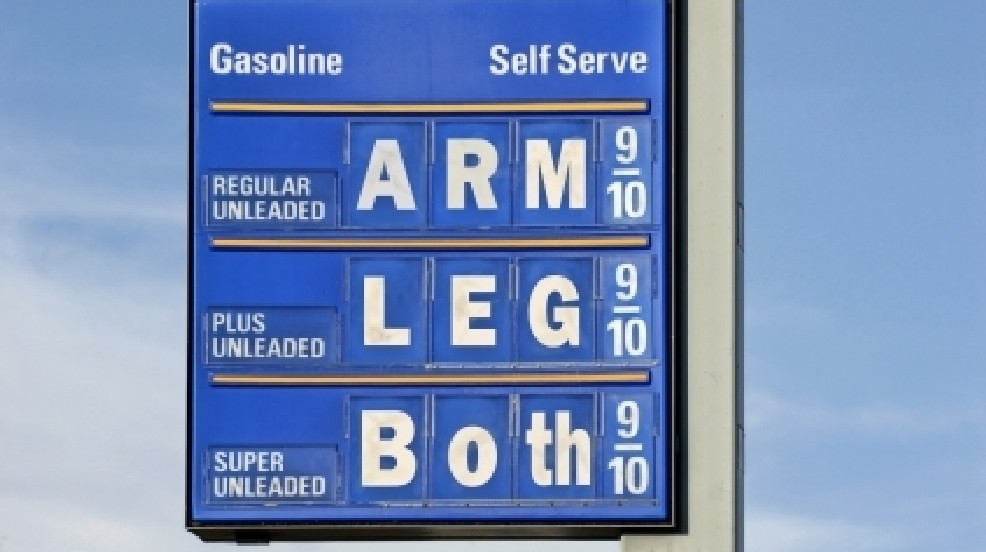 Gasoline Self Serve
REGULAR UNLEADED ARM 9/10
PLUS UNLEADED LEG 9/10
SUPER UNLEADED Both 9/10